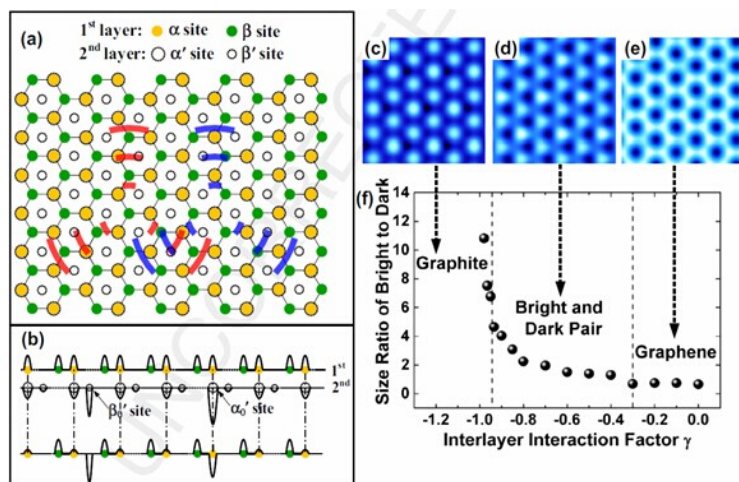 1st layer: α site β site
(a)
2nd layer: α′ site β′ site
(b)
1st
2nd
β0′ site
α0′ site
(c)
(d)
(e)
(f)
14
12
10
8
6
4
2
0
Size Ratio of Bright to Dark
Graphite
Bright and
Dark Pair
Graphene
-1.2 -1.0 -0.8 -0.6 -0.4 -0.2 0.0
Interlayer Interaction Factor γ
UNCORRECTE